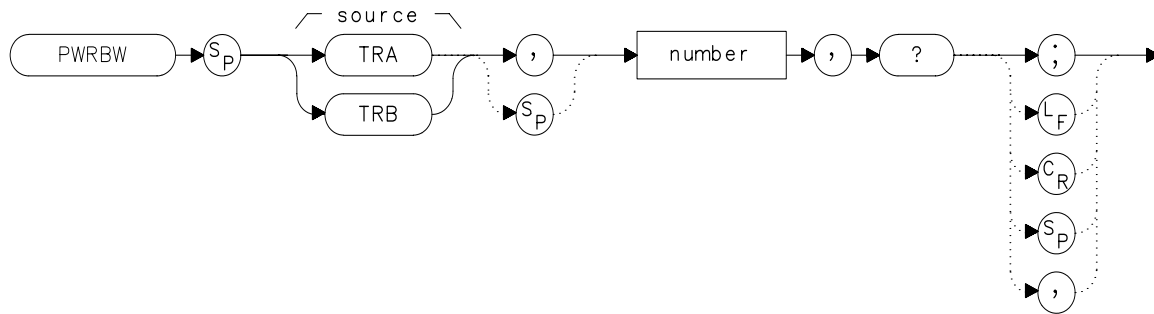 source
PWRBW SP TRA , number , ? ;
TRB SP LF
CR
SP
,